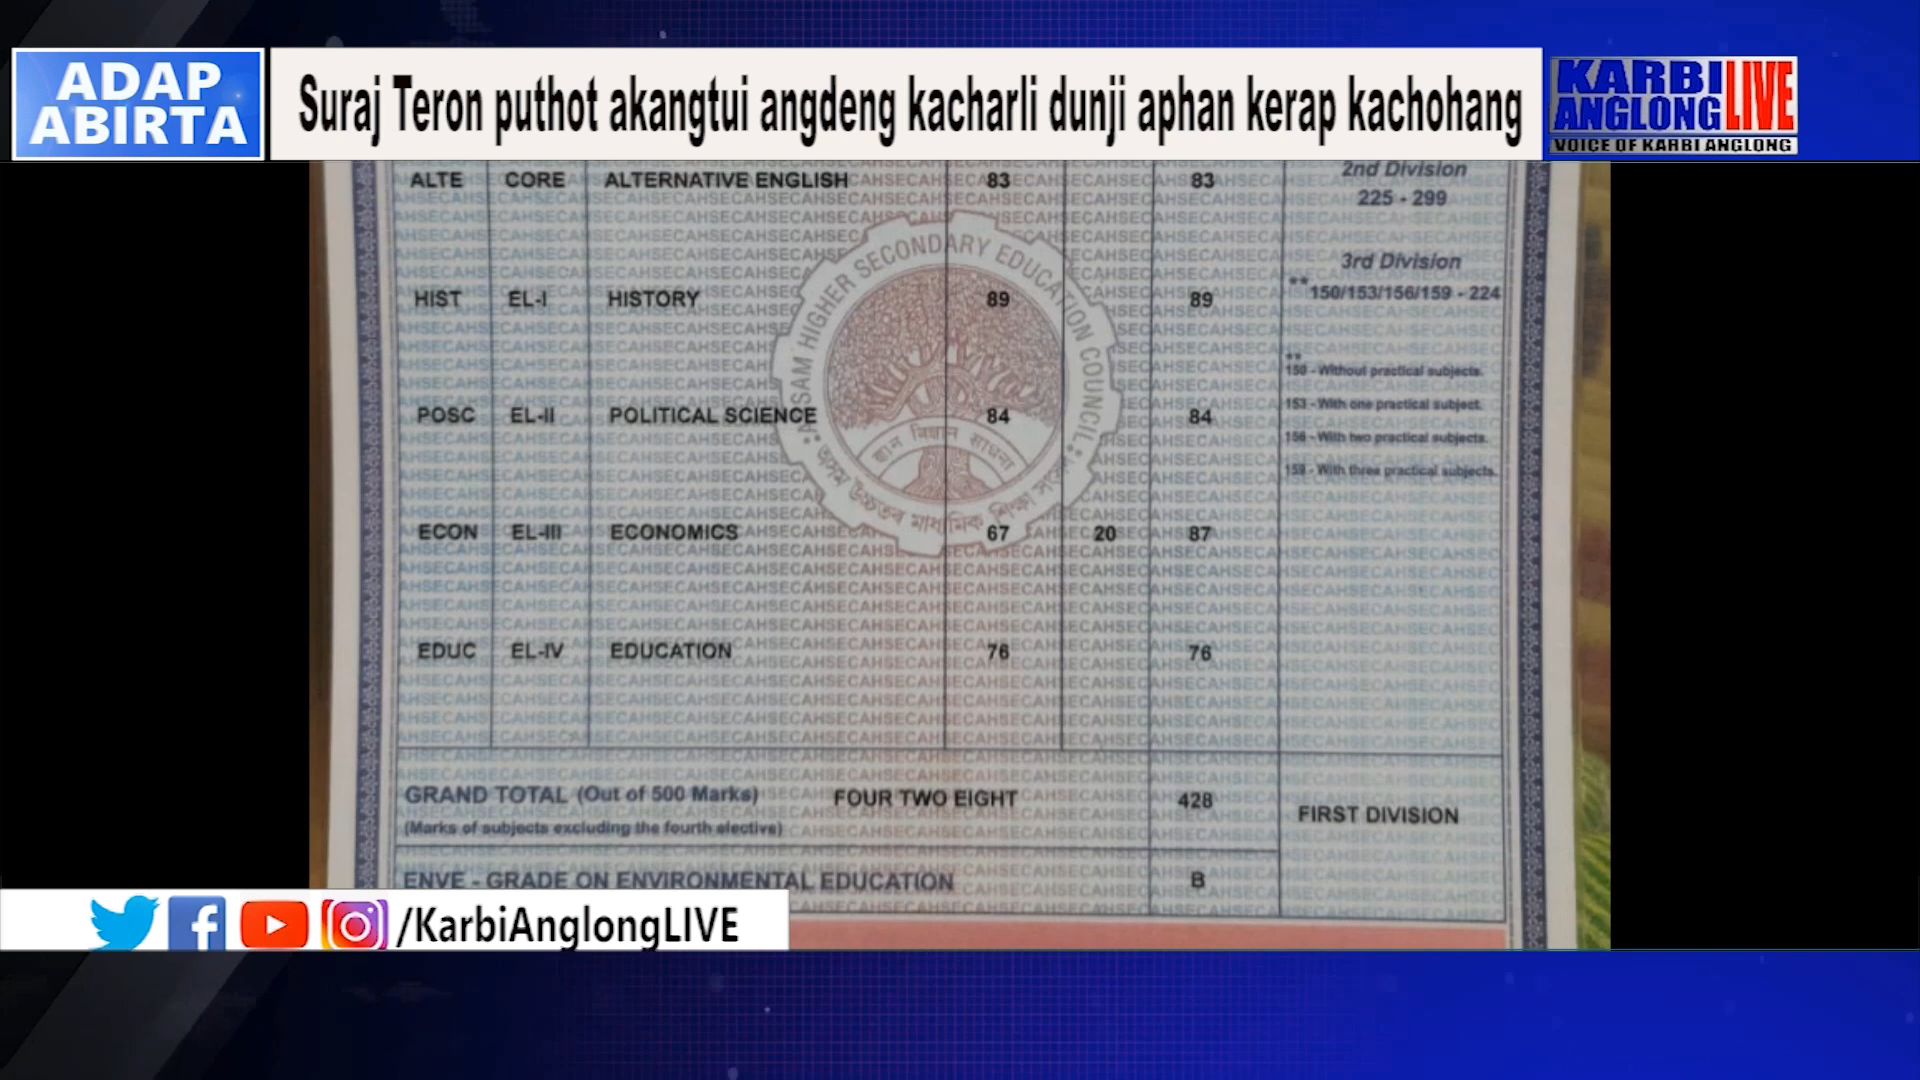 ADAP
ABIRTA
Suraj Teron puthot akangtui angdeng kacharli dunji aphan kerap kachohang
KARBI
ANGLONG LIVE
VOICE OF KARBI ANGLONG
ALTE CORE ALTERNATIVE ENGLISH 83 83
2nd Division
225 - 299
3rd Division
**150/153/156/159 - 224
HIST EL-I HISTORY 89 89
**
150 - Without practical subjects.
153 - With one practical subject.
156 - With two practical subjects.
159 - With three practical subjects.
POSC EL-II POLITICAL SCIENCE 84 84
ECON EL-III ECONOMICS 67 20 87
EDUC EL-IV EDUCATION 76 76
ASSAM HIGHER SECONDARY EDUCATION COUNCIL
অসম উচ্চতৰ মাধ্যমিক শিক্ষা
জ্ঞান বিজ্ঞান সাধনা
GRAND TOTAL (Out of 500 Marks) FOUR TWO EIGHT 428 FIRST DIVISION
(Marks of subjects excluding the fourth elective)
ENVE - GRADE ON ENVIRONMENTAL EDUCATION B
/KarbiAnglongLIVE